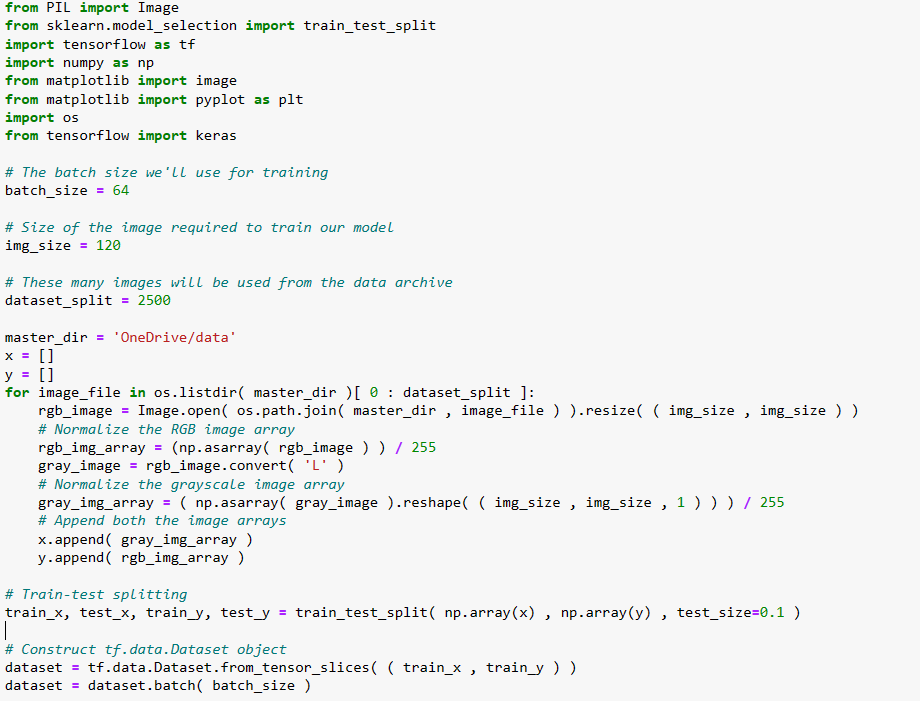 from PIL import Image
from sklearn.model_selection import train_test_split
import tensorflow as tf
import numpy as np
from matplotlib import image
from matplotlib import pyplot as plt
import os
from tensorflow import keras

# The batch size we'll use for training
batch_size = 64

# Size of the image required to train our model
img_size = 120

# These many images will be used from the data archive
dataset_split = 2500

master_dir = 'OneDrive/data'
x = []
y = []
for image_file in os.listdir( master_dir )[ 0 : dataset_split ]:
    rgb_image = Image.open( os.path.join( master_dir , image_file ) ).resize( ( img_size , img_size ) )
    # Normalize the RGB image array
    rgb_img_array = (np.asarray( rgb_image ) ) / 255
    gray_image = rgb_image.convert( 'L' )
    # Normalize the grayscale image array
    gray_img_array = ( np.asarray( gray_image ).reshape( ( img_size , img_size , 1 ) ) ) / 255
    # Append both the image arrays
    x.append( gray_img_array )
    y.append( rgb_img_array )

# Train-test splitting
train_x, test_x, train_y, test_y = train_test_split( np.array(x) , np.array(y) , test_size=0.1 )

# Construct tf.data.Dataset object
dataset = tf.data.Dataset.from_tensor_slices( ( train_x , train_y ) )
dataset = dataset.batch( batch_size )